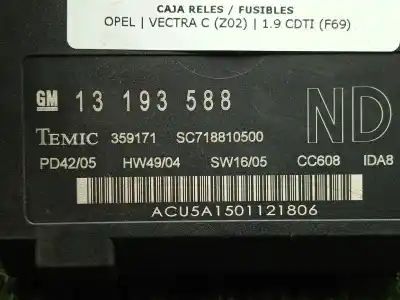 CAJA RELES / FUSIBLES
OPEL | VECTRA C (Z02) | 1.9 CDTI (F69)
GM 13 193 588 ND
TEMIC 359171 SC718810500
PD42/05 HW49/04 SW16/05 CC608 IDA8
ACU5A1501121806